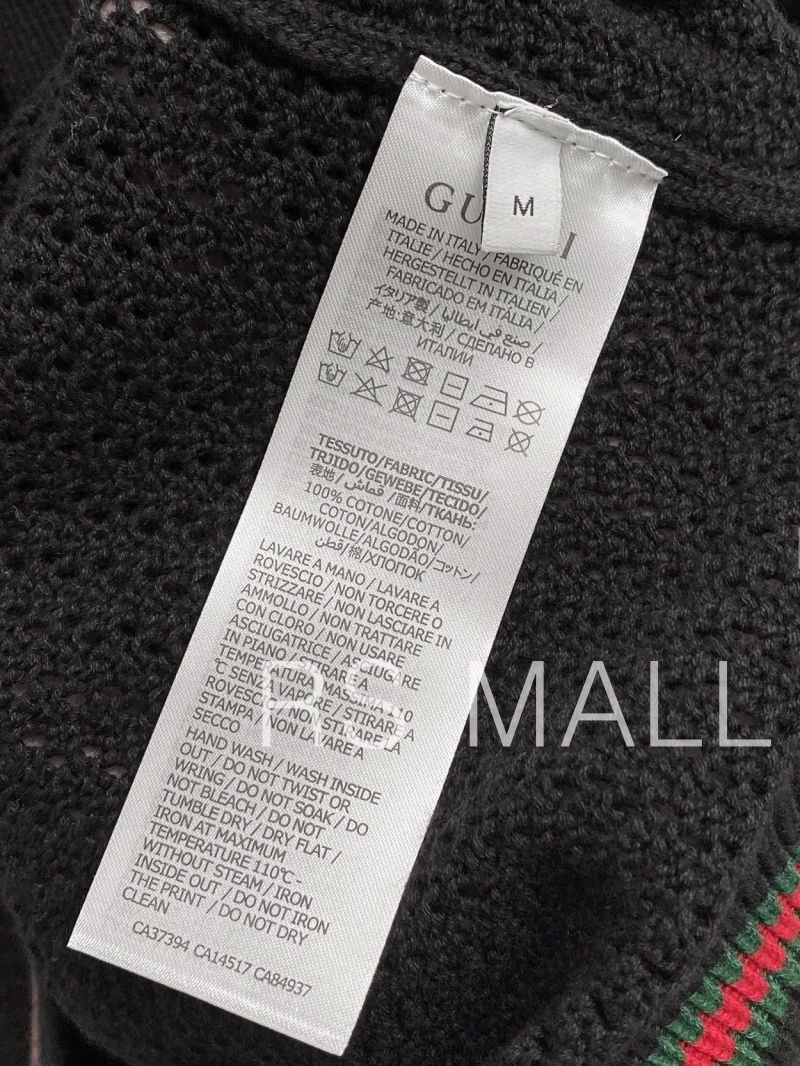 GU I
M
MADE IN ITALY / FABRIQUÉ EN
ITALIE / HECHO EN ITALIA /
HERGESTELLT IN ITALIEN /
FABRICADO EM ITÁLIA /
イタリア製 / صنع في ايطاليا /
产地:意大利 / СДЕЛАНО В
ИТАЛИИ
TESSUTO/FABRIC/TISSU/
TRJIDO/GEWEBE/TECIDO/
表地/ قماش/面料/ТКАНЬ:
100% COTONE/COTTON/
COTON/ALGODON/
BAUMWOLLE/ALGODÃO/コットン/
قطن/棉/ХЛОПОК
LAVARE A MANO / LAVARE A
ROVESCIO / NON TORCERE O
STRIZZARE / NON LASCIARE IN
AMMOLLO / NON TRATTARE
CON CLORO / NON USARE
ASCIUGATRICE / ASCIUGARE
IN PIANO / STIRARE A
TEMPERATURA MASSIMA 110
℃ SENZA VAPORE / STIRARE A
ROVESCIO / NON STIRARE LA
STAMPA / NON LAVARE A
SECCO
HAND WASH / WASH INSIDE
OUT / DO NOT TWIST OR
WRING / DO NOT SOAK / DO
NOT BLEACH / DO NOT
TUMBLE DRY / DRY FLAT /
IRON AT MAXIMUM
TEMPERATURE 110℃-
WITHOUT STEAM / IRON
INSIDE OUT / DO NOT IRON
THE PRINT / DO NOT DRY
CLEAN
CA37394 CA14517 CA84937
RS MALL